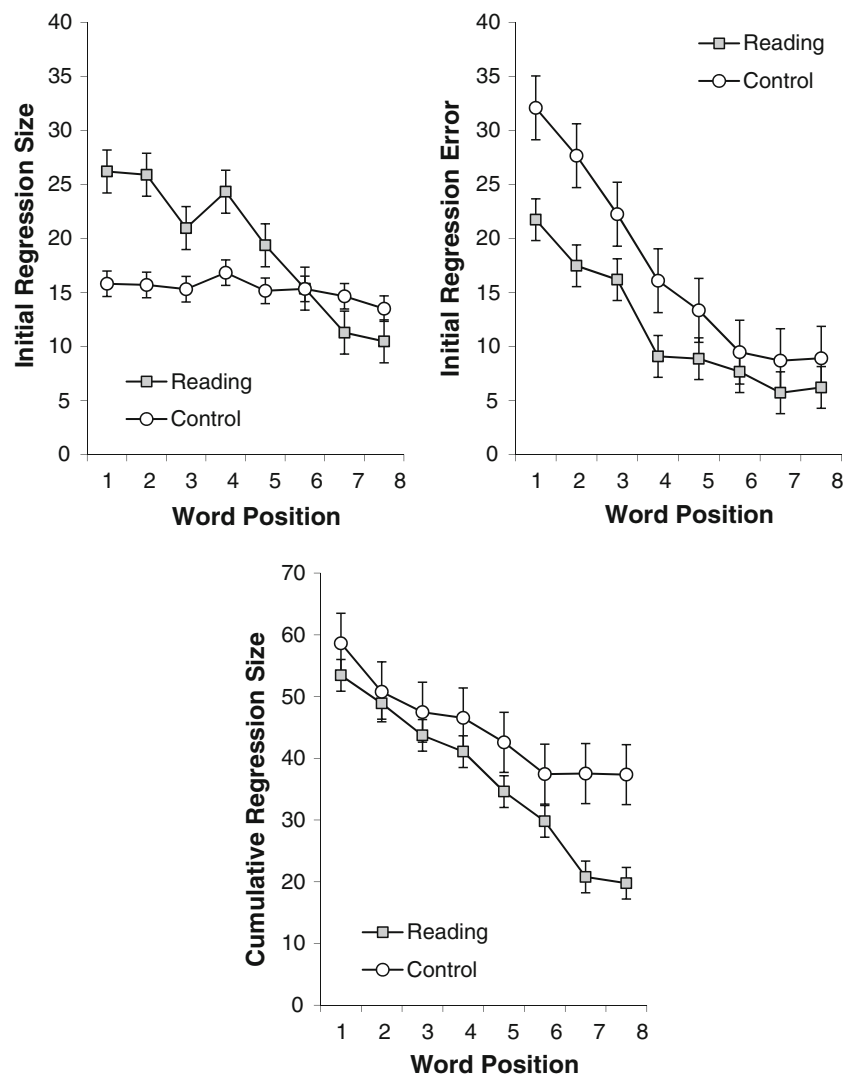 Initial Regression Size
40
35
30
25
20
15
10
5
0
Reading
Control
1 2 3 4 5 6 7 8
Word Position
Initial Regression Error
40
35
30
25
20
15
10
5
0
Reading
Control
1 2 3 4 5 6 7 8
Word Position
Cumulative Regression Size
70
60
50
40
30
20
10
0
Reading
Control
1 2 3 4 5 6 7 8
Word Position